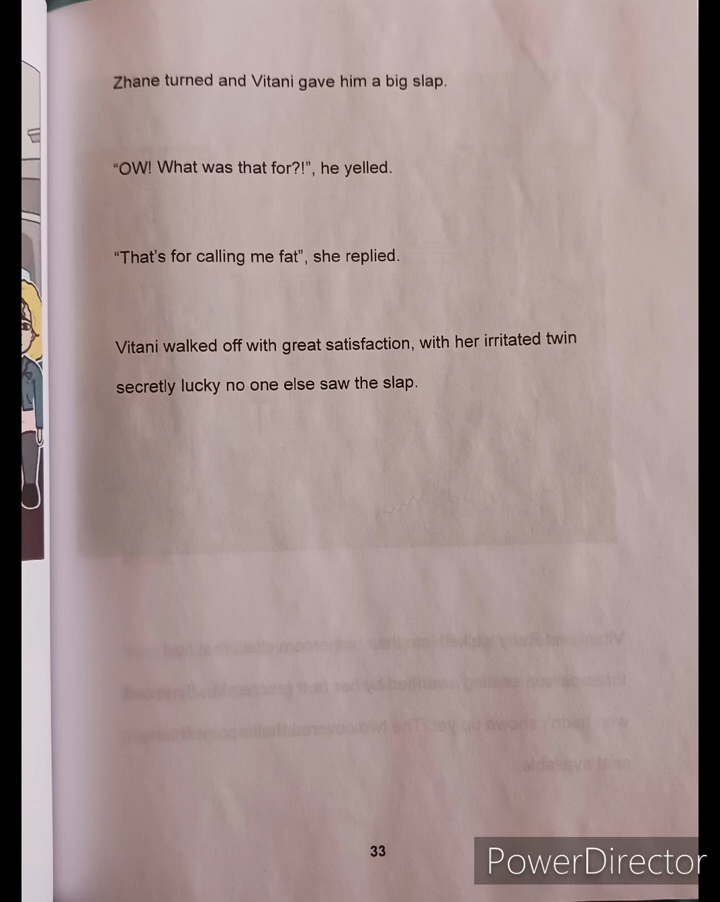 Zhane turned and Vitani gave him a big slap.
“OW! What was that for?!”, he yelled.
“That’s for calling me fat”, she replied.
Vitani walked off with great satisfaction, with her irritated twin
secretly lucky no one else saw the slap.
33
PowerDirector